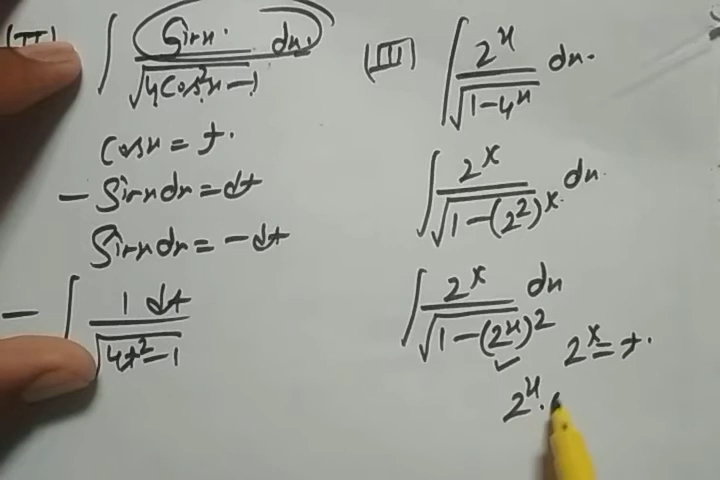 (II) ∫ Sinx. dx / √4Cos²x-1
Cosx = t.
- Sinx dx = dt
Sinx dx = - dt
- ∫ 1 dt / √4t²-1
(III) ∫ 2^x / √1-4^x dx.
∫ 2^x / √1-(2²)^x. dx.
∫ 2^x / √1-(2^x)² dx
2^x = t.
2^x.